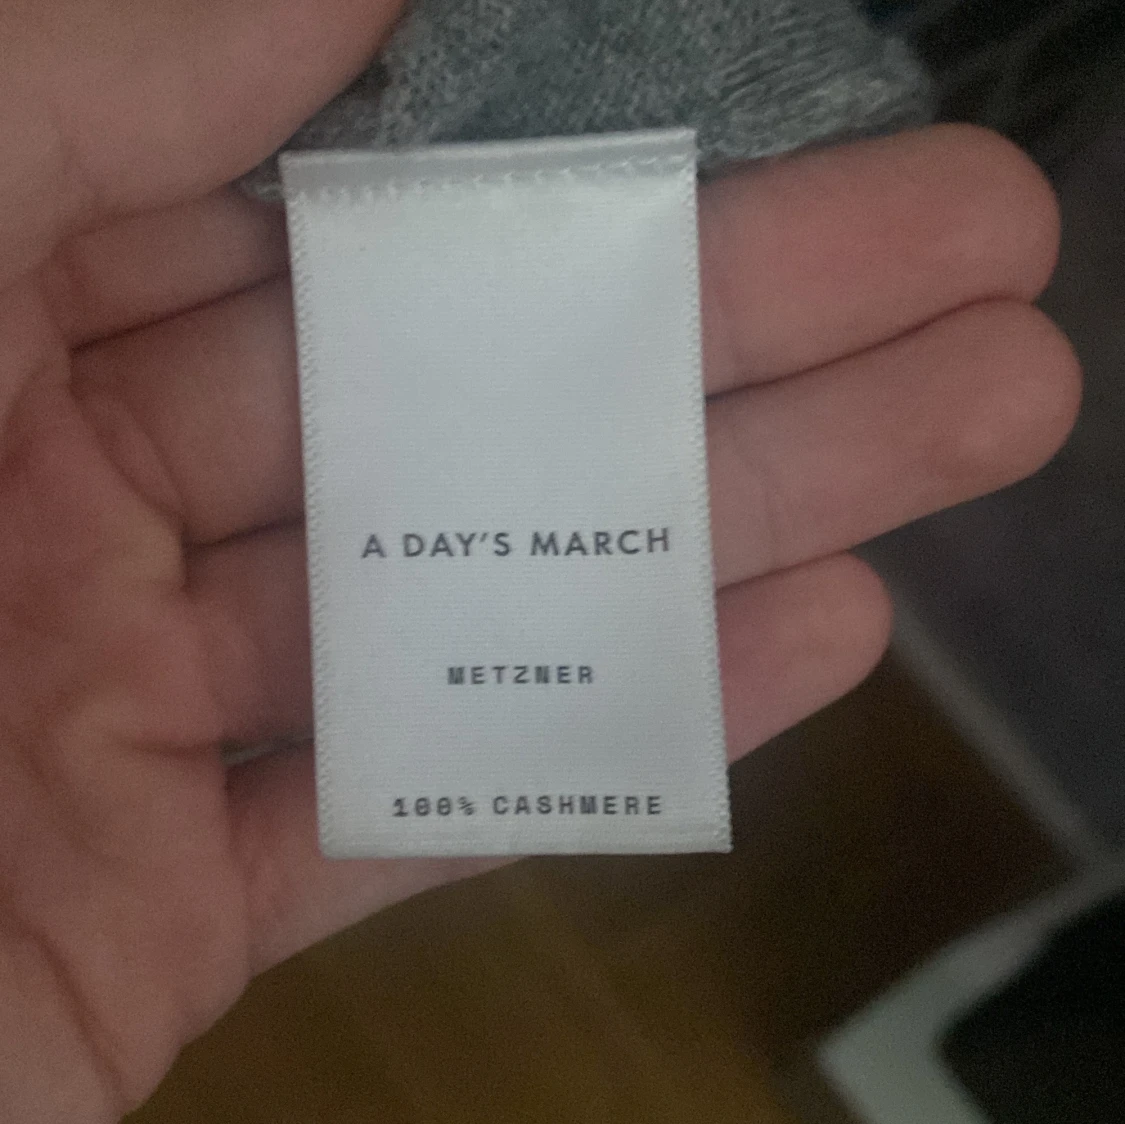 A DAY'S MARCH
METZNER
100% CASHMERE